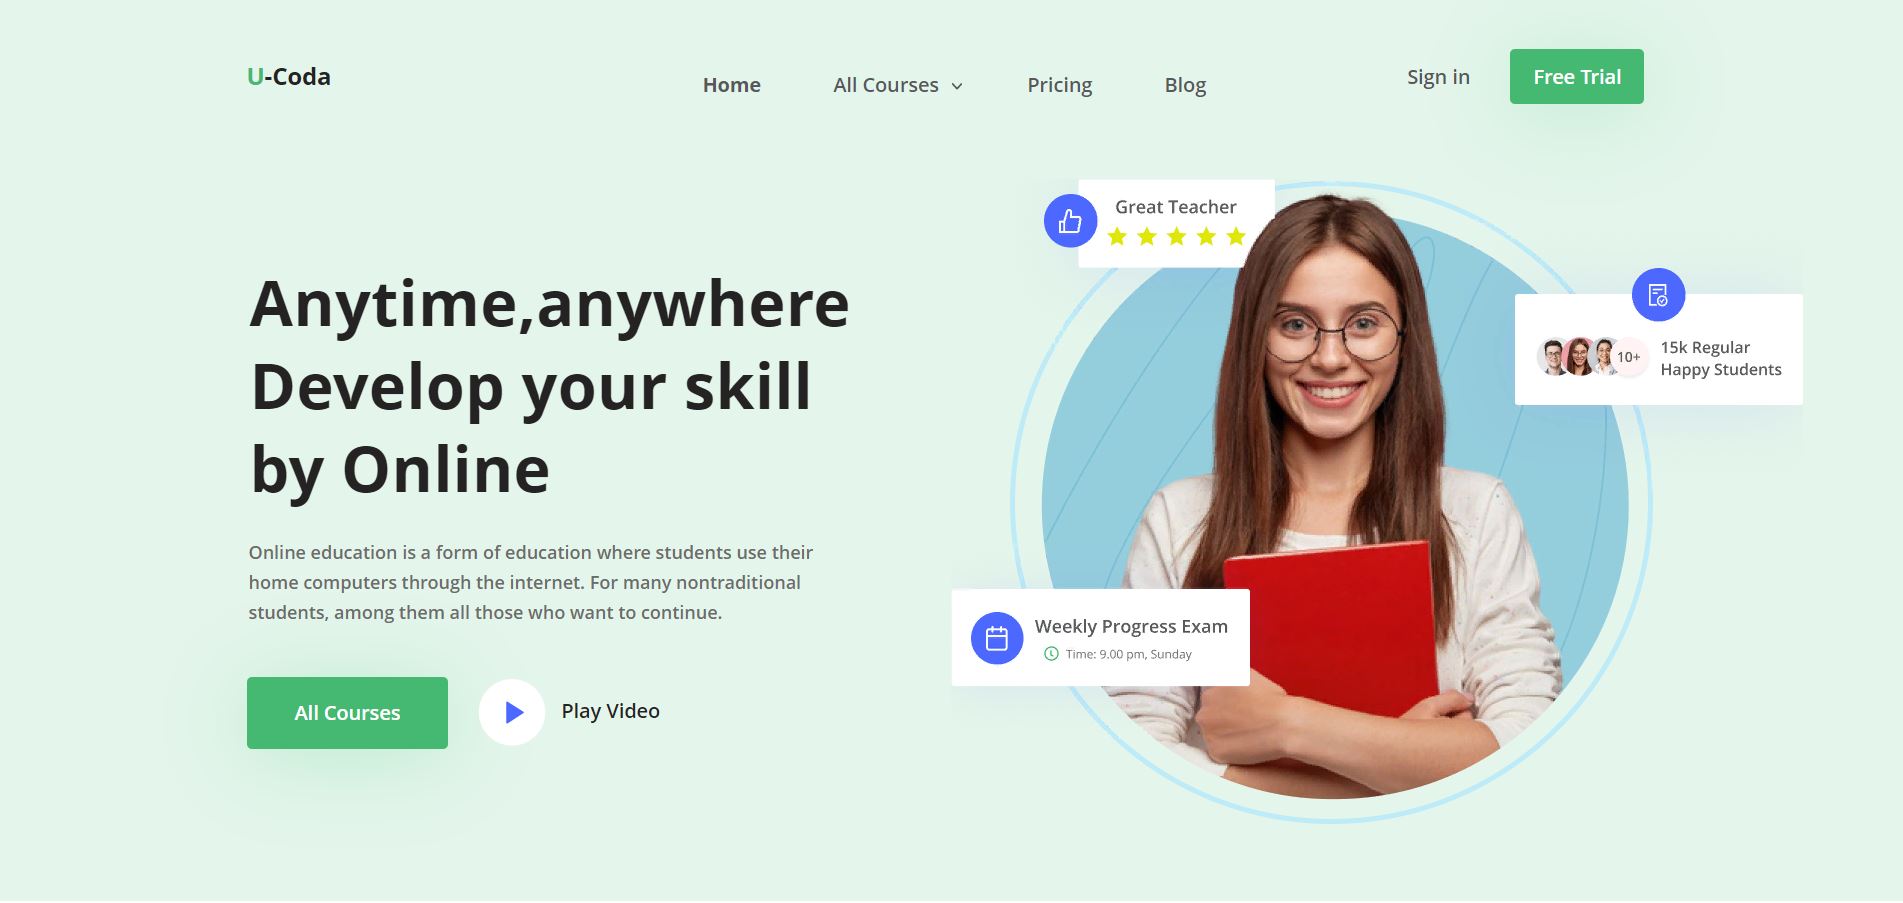 U-Coda
Home
All Courses
Pricing
Blog
Sign in
Free Trial
Anytime,anywhere
Develop your skill
by Online
Online education is a form of education where students use their
home computers through the internet. For many nontraditional
students, among them all those who want to continue.
All Courses
Play Video
Great Teacher
10+
15k Regular
Happy Students
Weekly Progress Exam
Time: 9.00 pm, Sunday